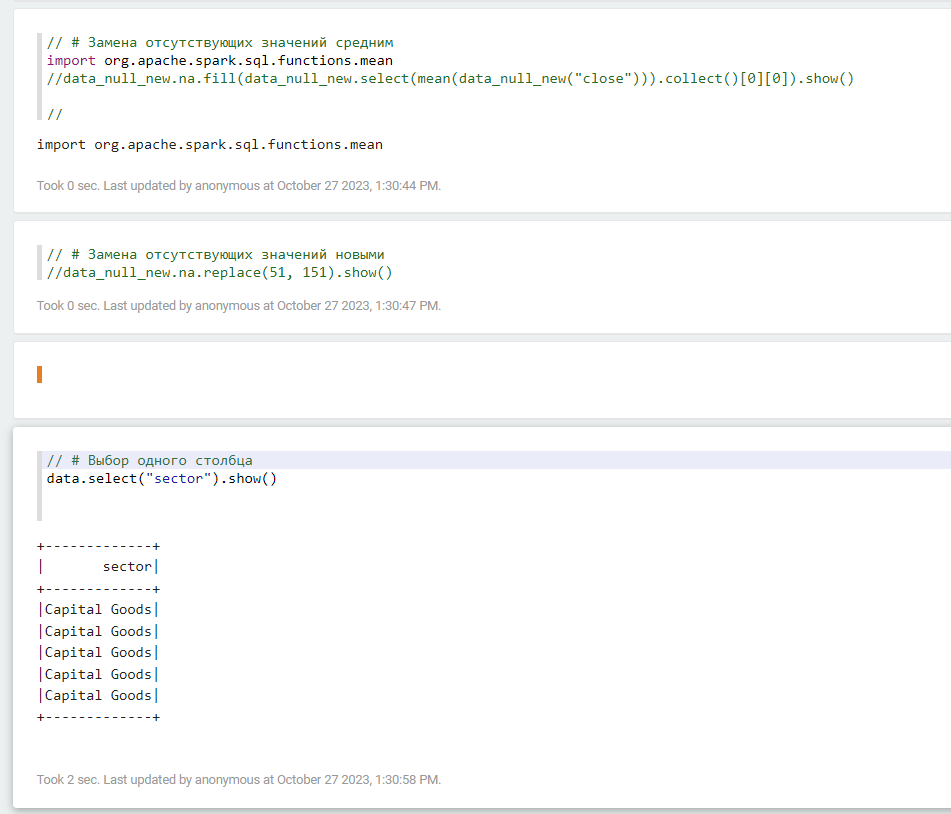 // # Замена отсутствующих значений средним
import org.apache.spark.sql.functions.mean
//data_null_new.na.fill(data_null_new.select(mean(data_null_new("close"))).collect()[0][0]).show()
//
import org.apache.spark.sql.functions.mean
Took 0 sec. Last updated by anonymous at October 27 2023, 1:30:44 PM.
// # Замена отсутствующих значений новыми
//data_null_new.na.replace(51, 151).show()
Took 0 sec. Last updated by anonymous at October 27 2023, 1:30:47 PM.
// # Выбор одного столбца
data.select("sector").show()
+-------------+
|       sector|
+-------------+
|Capital Goods|
|Capital Goods|
|Capital Goods|
|Capital Goods|
|Capital Goods|
+-------------+
Took 2 sec. Last updated by anonymous at October 27 2023, 1:30:58 PM.